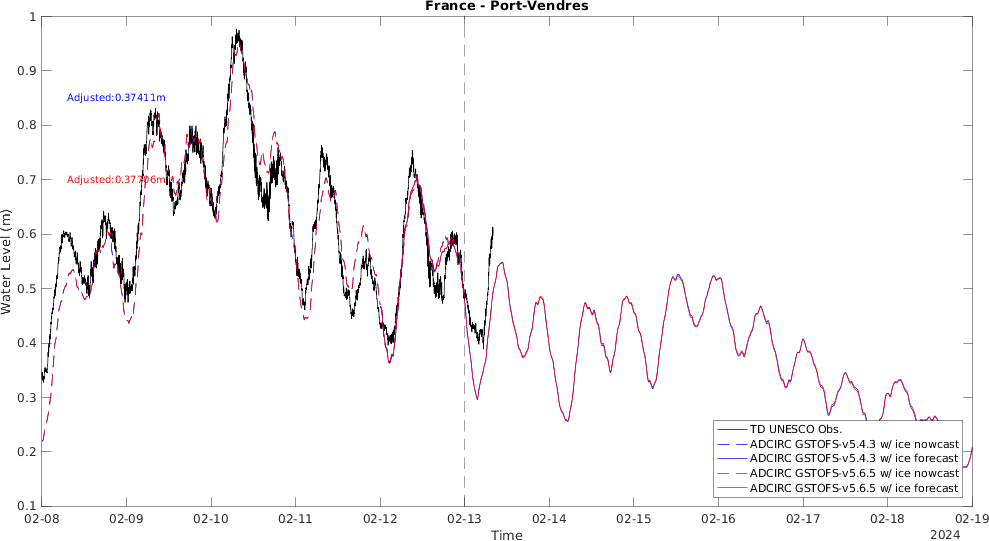 France - Port-Vendres
Water Level (m)
1
0.9
0.8
0.7
0.6
0.5
0.4
0.3
0.2
0.1
Adjusted:0.37411m
Adjusted:0.37706m
TD UNESCO Obs.
ADCIRC GSTOFS-v5.4.3 w/ ice nowcast
ADCIRC GSTOFS-v5.4.3 w/ ice forecast
ADCIRC GSTOFS-v5.6.5 w/ ice nowcast
ADCIRC GSTOFS-v5.6.5 w/ ice forecast
02-08 02-09 02-10 02-11 02-12 02-13 02-14 02-15 02-16 02-17 02-18 02-19
Time
2024